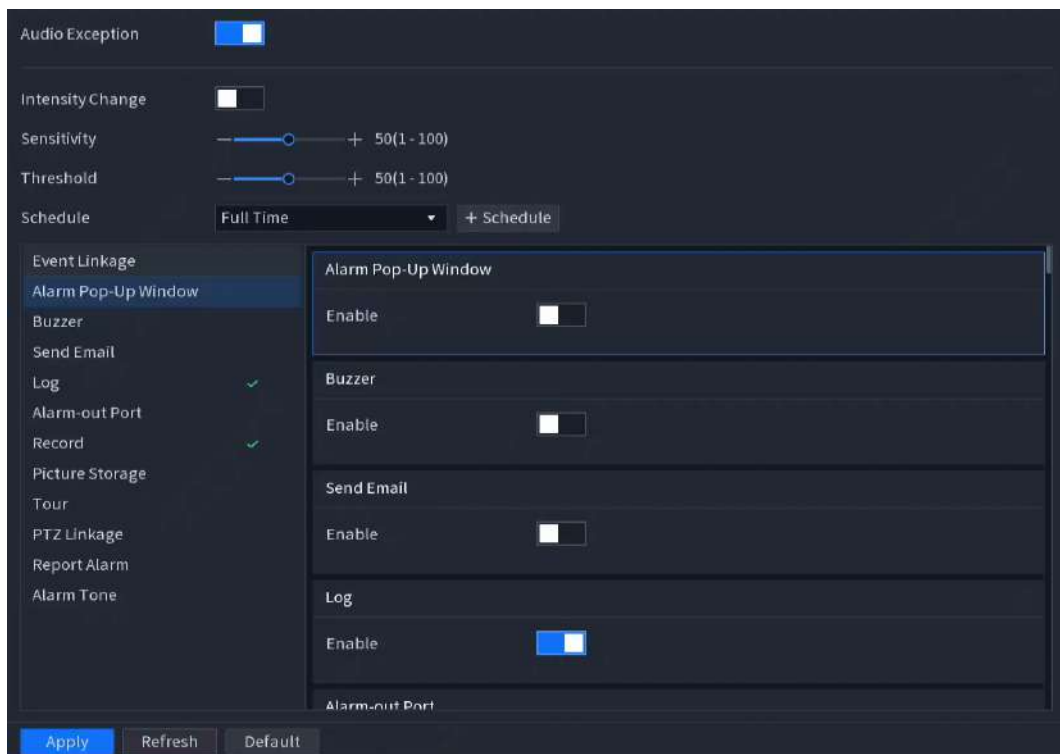 Audio Exception
Intensity Change
Sensitivity 50(1 - 100)
Threshold 50(1 - 100)
Schedule Full Time + Schedule
Event Linkage
Alarm Pop-Up Window
Buzzer
Send Email
Log
Alarm-out Port
Record
Picture Storage
Tour
PTZ Linkage
Report Alarm
Alarm Tone
Alarm Pop-Up Window
Enable
Buzzer
Enable
Send Email
Enable
Log
Enable
Alarm-out Port
Apply Refresh Default